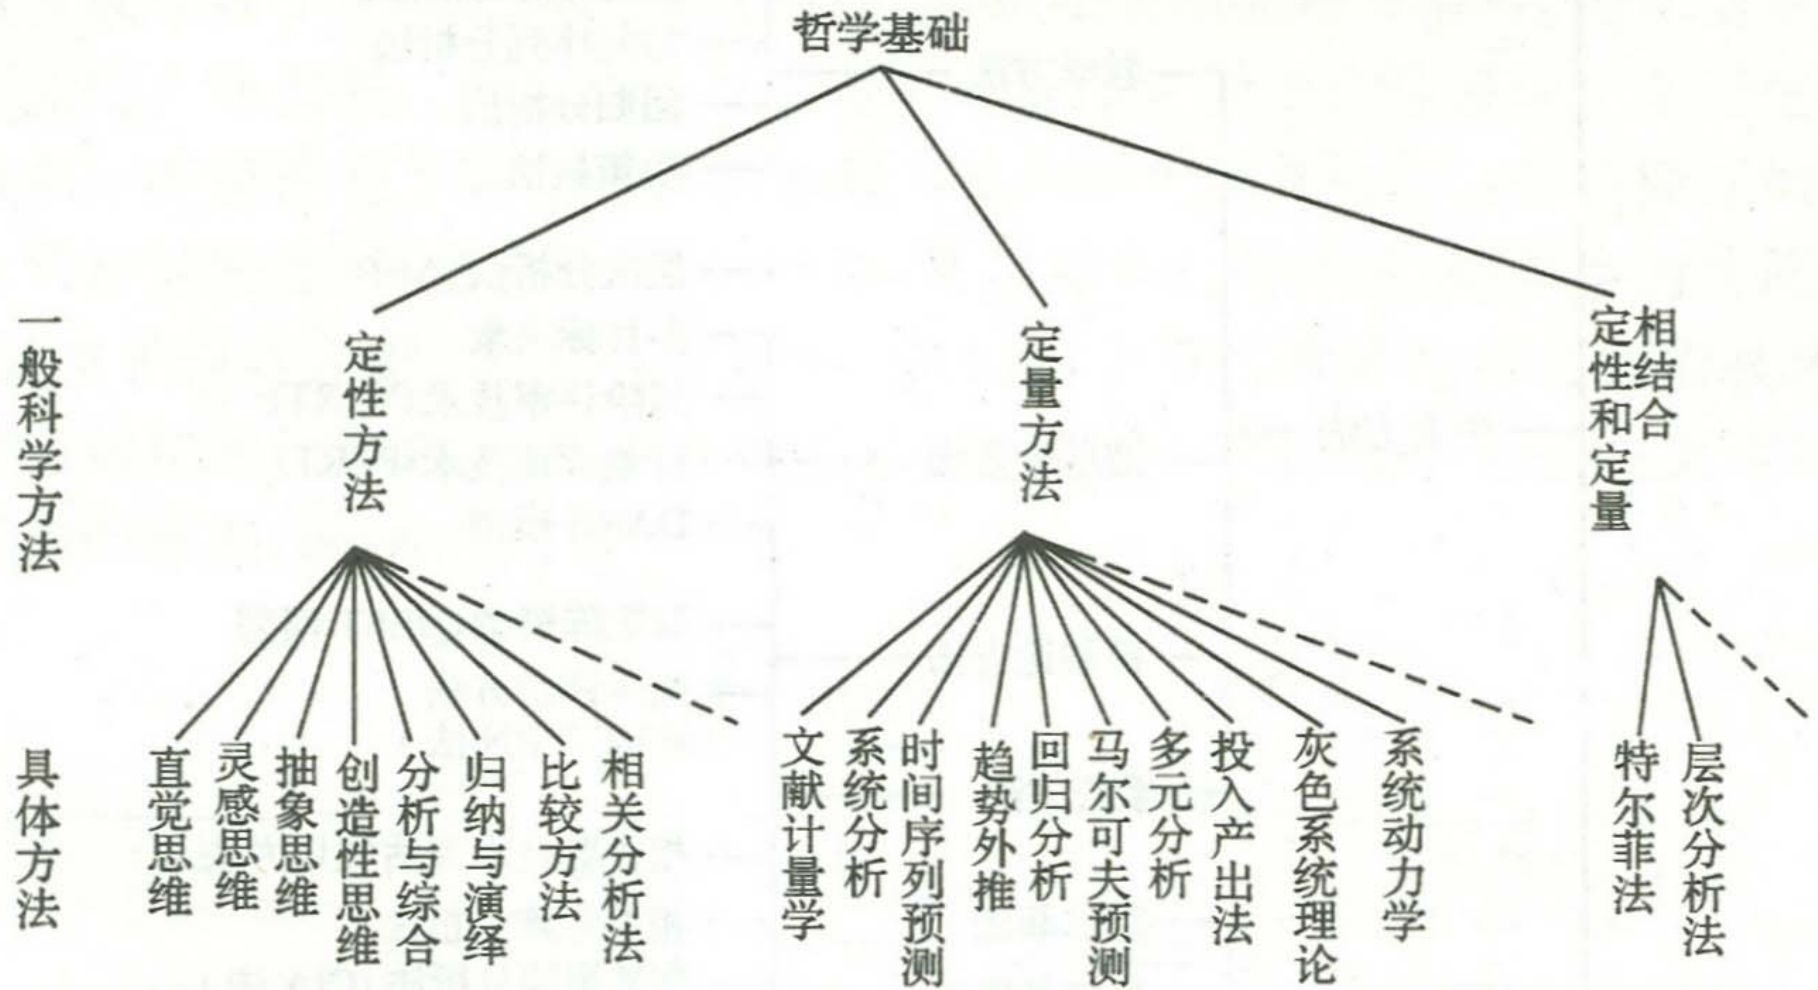 哲学基础
一般科学方法
定性方法
定量方法
定性和定量
相结合
具体方法
直觉思维
灵感思维
抽象思维
创造性思维
分析与综合
归纳与演绎
比较方法
相关分析法
文献计量学
系统分析
时间序列预测
趋势外推
回归分析
马尔可夫预测
多元分析
投入产出法
灰色系统理论
系统动力学
特尔菲法
层次分析法